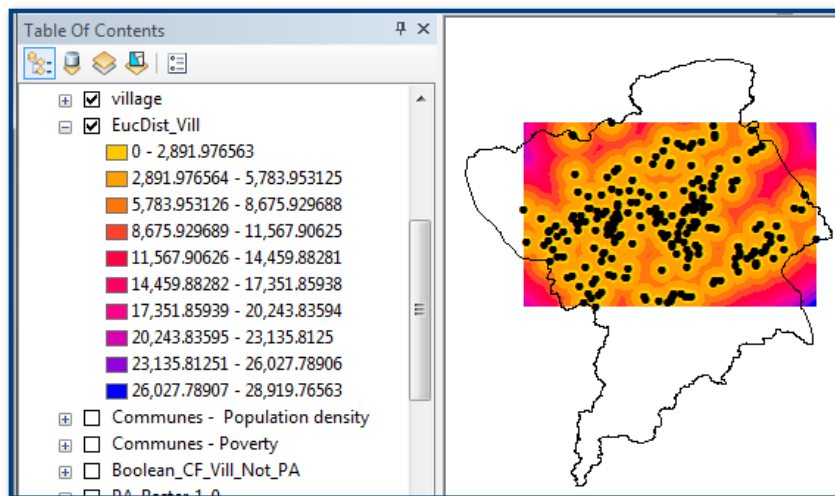 Table Of Contents
village
EucDist_Vill
0 - 2,891.976563
2,891.976564 - 5,783.953125
5,783.953126 - 8,675.929688
8,675.929689 - 11,567.90625
11,567.90626 - 14,459.88281
14,459.88282 - 17,351.85938
17,351.85939 - 20,243.83594
20,243.83595 - 23,135.8125
23,135.81251 - 26,027.78906
26,027.78907 - 28,919.76563
Communes - Population density
Communes - Poverty
Boolean_CF_Vill_Not_PA